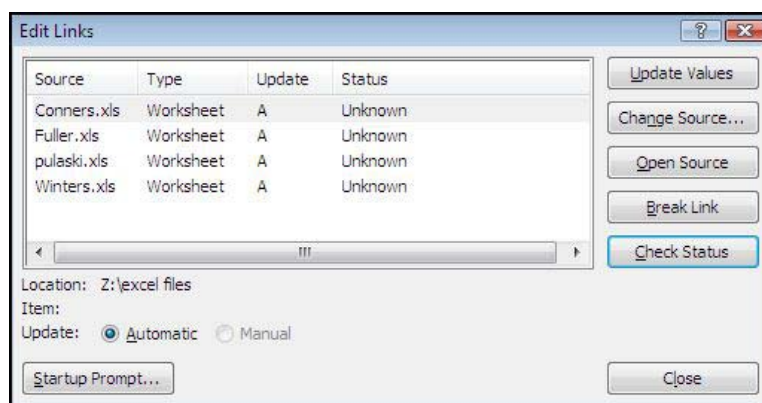 Edit Links
Source Type Update Status
Conners.xls Worksheet A Unknown
Fuller.xls Worksheet A Unknown
pulaski.xls Worksheet A Unknown
Winters.xls Worksheet A Unknown
Update Values
Change Source...
Open Source
Break Link
Check Status
Location: Z:\excel files
Item:
Update: Automatic Manual
Startup Prompt... Close